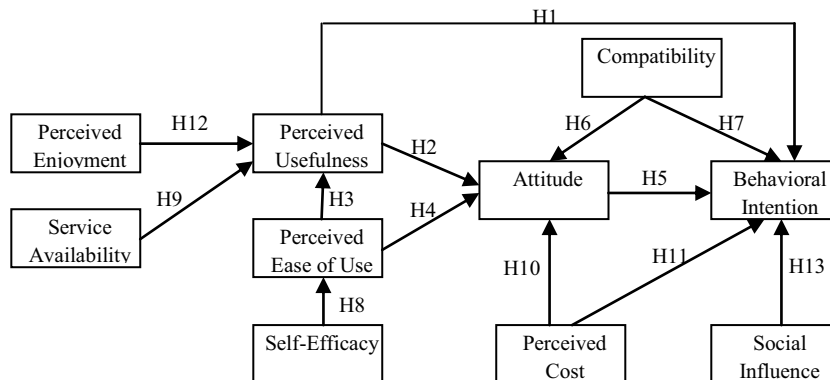 H1
Compatibility
Perceived
Enjoyment
H12
Perceived
Usefulness
H2
H6
H7
Attitude
H5
Behavioral
Intention
Service
Availability
H9
H3
H4
Perceived
Ease of Use
H10
H11
H13
H8
Self-Efficacy
Perceived
Cost
Social
Influence